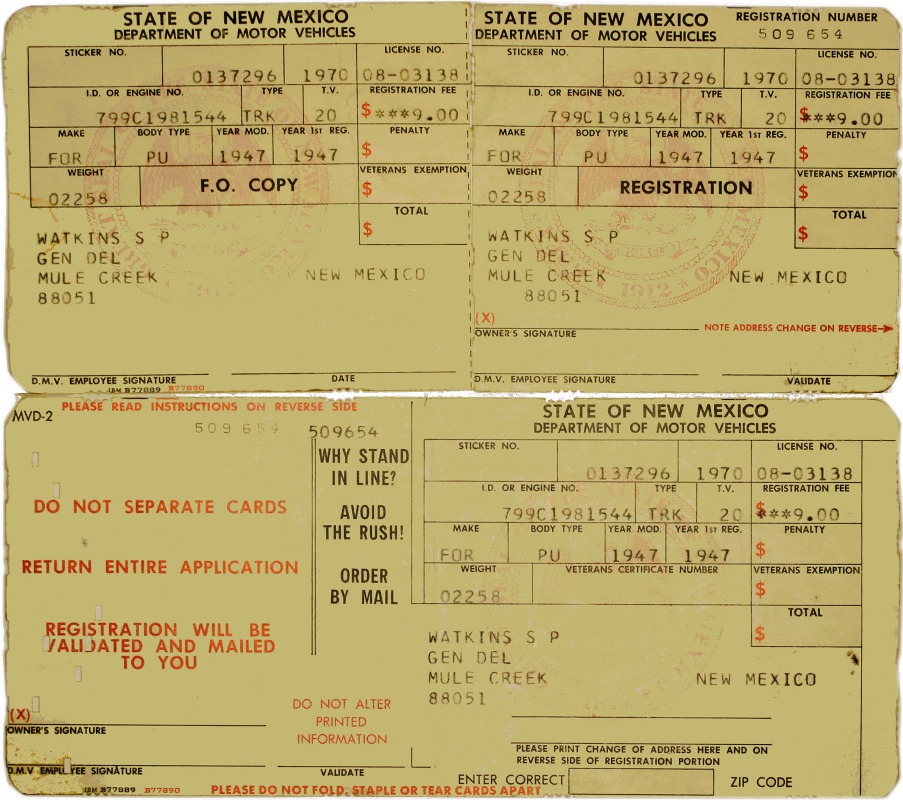 STATE OF NEW MEXICO
DEPARTMENT OF MOTOR VEHICLES
STICKER NO. LICENSE NO.
0137296 1970 08-03138
I.D. OR ENGINE NO. TYPE T.V. REGISTRATION FEE
799C1981544 TRK 20 $***9.00
MAKE BODY TYPE YEAR MOD. YEAR 1ST REG. PENALTY
FOR PU 1947 1947 $
WEIGHT F.O. COPY VETERANS EXEMPTION
02258 $
TOTAL
$
WATKINS S P
GEN DEL
MULE CREEK NEW MEXICO
88051
D.M.V. EMPLOYEE SIGNATURE DATE
IBM B77889 B77890
STATE OF NEW MEXICO REGISTRATION NUMBER
DEPARTMENT OF MOTOR VEHICLES 509 654
STICKER NO. LICENSE NO.
0137296 1970 08-03138
I.D. OR ENGINE NO. TYPE T.V. REGISTRATION FEE
799C1981544 TRK 20 $***9.00
MAKE BODY TYPE YEAR MOD. YEAR 1ST REG. PENALTY
FOR PU 1947 1947 $
WEIGHT REGISTRATION VETERANS EXEMPTION
02258 $
TOTAL
$
WATKINS S P
GEN DEL
MULE CREEK NEW MEXICO
88051
1912
(X)
OWNER'S SIGNATURE NOTE ADDRESS CHANGE ON REVERSE
D.M.V. EMPLOYEE SIGNATURE VALIDATE
MVD-2 PLEASE READ INSTRUCTIONS ON REVERSE SIDE
509 654 509654
DO NOT SEPARATE CARDS
RETURN ENTIRE APPLICATION
REGISTRATION WILL BE
VALIDATED AND MAILED
TO YOU
WHY STAND
IN LINE?
AVOID
THE RUSH!
ORDER
BY MAIL
(X)
OWNER'S SIGNATURE
DO NOT ALTER
PRINTED
INFORMATION
D.M.V EMPLOYEE SIGNATURE VALIDATE
IBM B77889 B77890 PLEASE DO NOT FOLD, STAPLE OR TEAR CARDS APART
STATE OF NEW MEXICO
DEPARTMENT OF MOTOR VEHICLES
STICKER NO. LICENSE NO.
0137296 1970 08-03138
I.D. OR ENGINE NO. TYPE T.V. REGISTRATION FEE
799C1981544 TRK 20 $***9.00
MAKE BODY TYPE YEAR MOD. YEAR 1ST REG. PENALTY
FOR PU 1947 1947 $
WEIGHT VETERANS CERTIFICATE NUMBER VETERANS EXEMPTION
02258 $
TOTAL
$
WATKINS S P
GEN DEL
MULE CREEK NEW MEXICO
88051
PLEASE PRINT CHANGE OF ADDRESS HERE AND ON
REVERSE SIDE OF REGISTRATION PORTION
ENTER CORRECT ZIP CODE